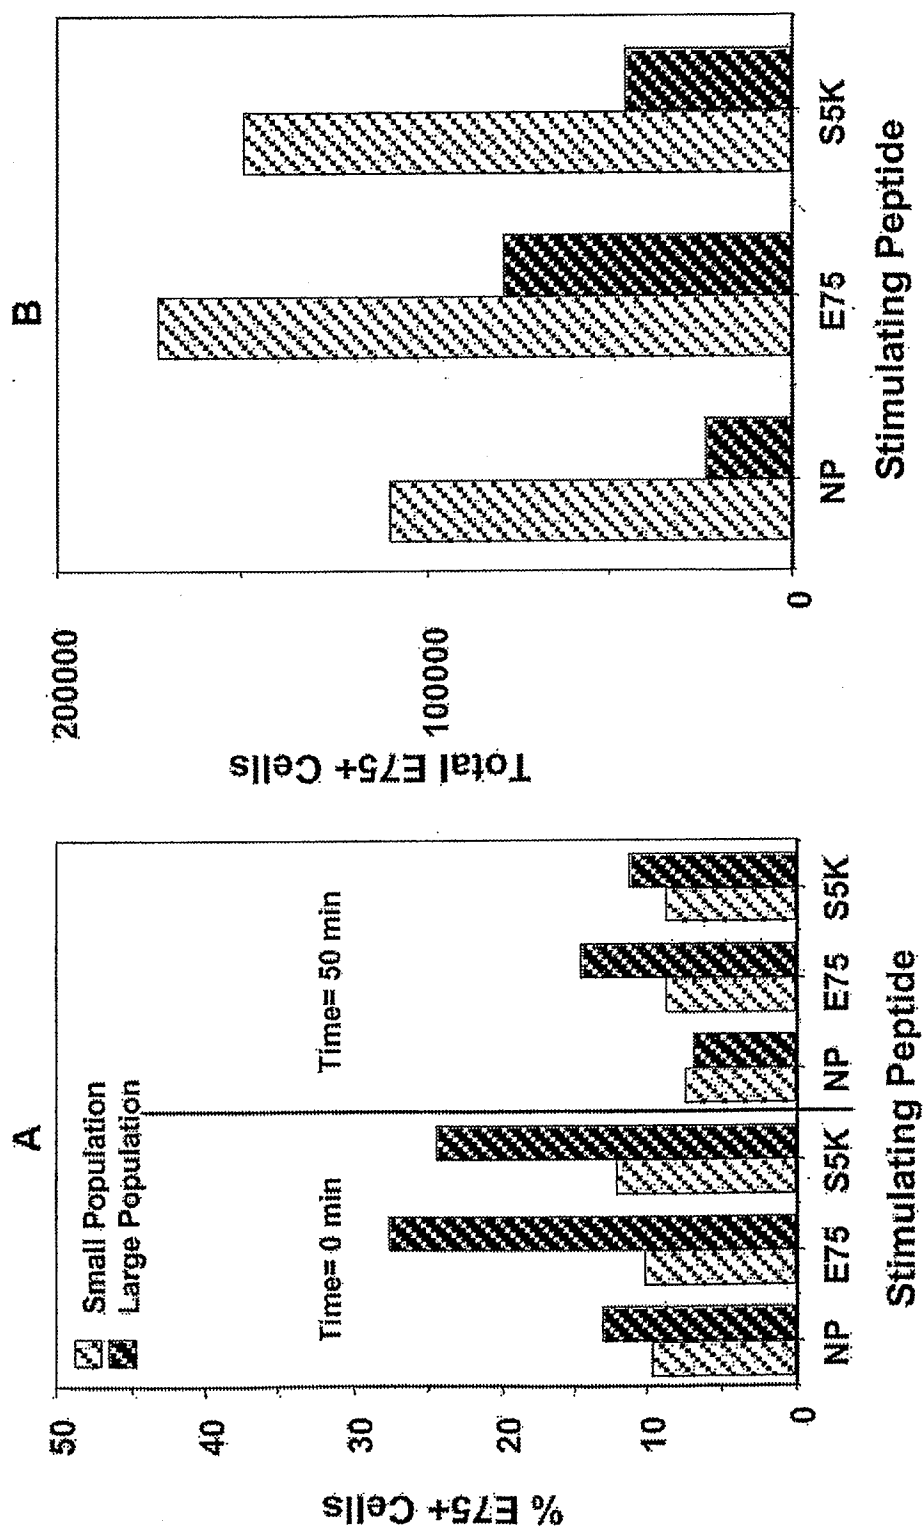 A
Small Population
Large Population
Time= 0 min
Time= 50 min
50
40
30
20
10
0
% E75+ Cells
NP E75 S5K NP E75 S5K
Stimulating Peptide
B
200000
100000
0
Total E75+ Cells
NP E75 S5K
Stimulating Peptide